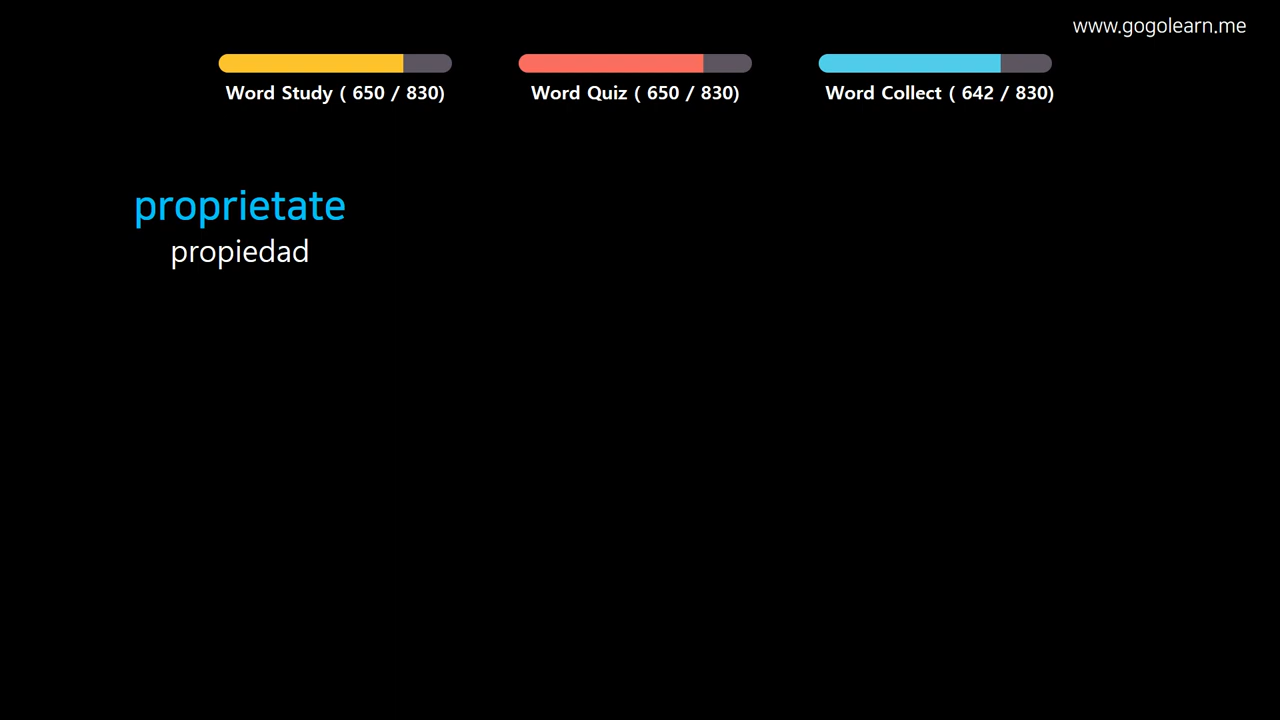 www.gogolearn.me
Word Study ( 650 / 830)
Word Quiz ( 650 / 830)
Word Collect ( 642 / 830)
proprietate
propiedad